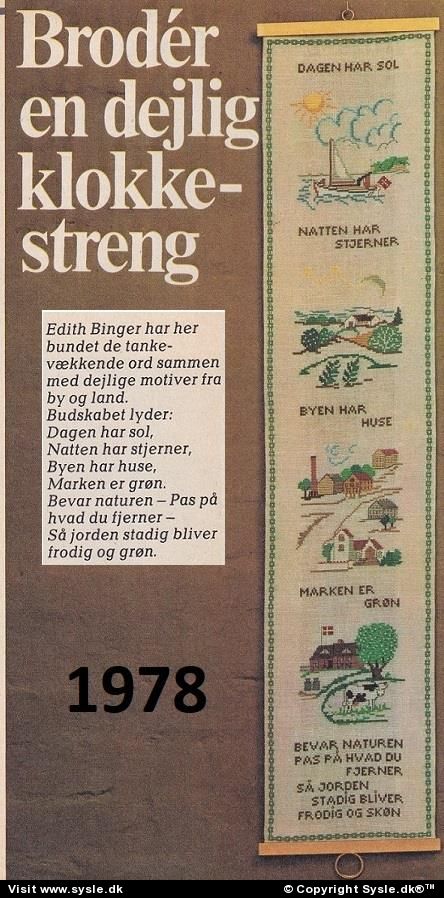 Brodér
en dejlig
klokke-
streng
Edith Binger har her
bundet de tanke-
vækkende ord sammen
med dejlige motiver fra
by og land.
Budskabet lyder:
Dagen har sol,
Natten har stjerner,
Byen har huse,
Marken er grøn.
Bevar naturen – Pas på
hvad du fjerner –
Så jorden stadig bliver
frodig og grøn.
1978
DAGEN HAR SOL
NATTEN HAR
STJERNER
BYEN HAR
HUSE
MARKEN ER
GRØN
BEVAR NATUREN
PAS PÅ HVAD DU
FJERNER
SÅ JORDEN
STADIG BLIVER
FRODIG OG SKØN
Visit www.sysle.dk
© Copyright Sysle.dk®™